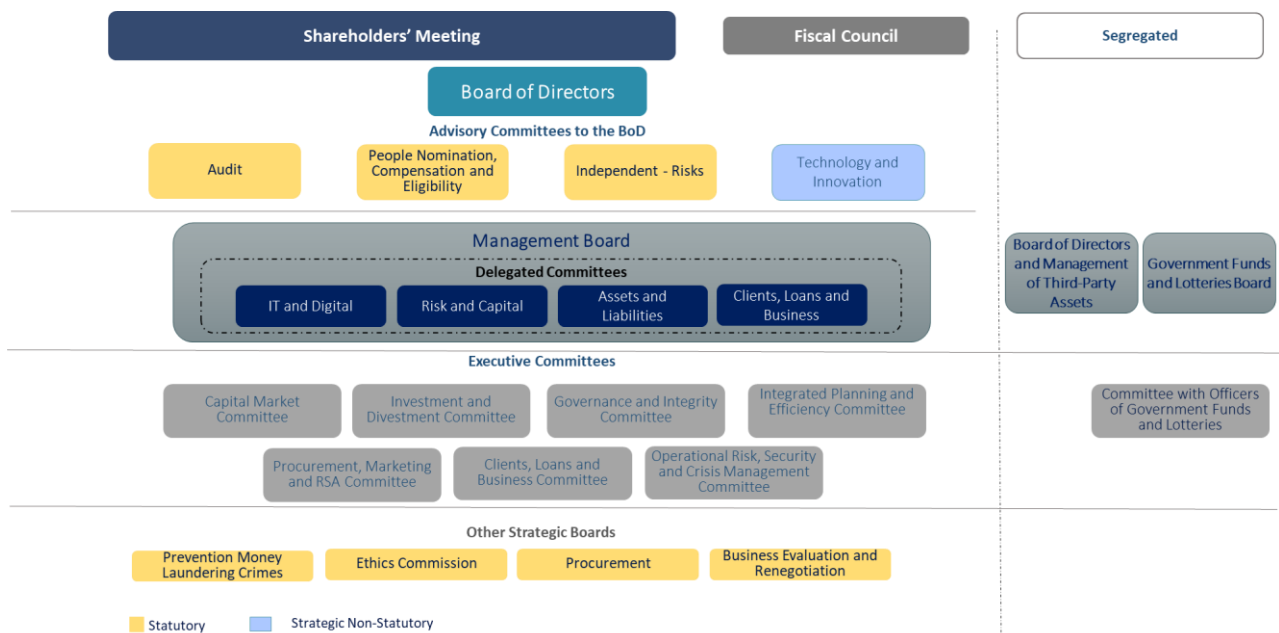 Shareholders' Meeting
Fiscal Council
Segregated
Board of Directors
Advisory Committees to the BoD
Audit
People Nomination,
Compensation and
Eligibility
Independent - Risks
Technology and
Innovation
Management Board
Delegated Committees
IT and Digital
Risk and Capital
Assets and
Liabilities
Clients, Loans and
Business
Board of Directors
and Management
of Third-Party
Assets
Government Funds
and Lotteries Board
Executive Committees
Capital Market
Committee
Investment and
Divestment Committee
Governance and Integrity
Committee
Integrated Planning and
Efficiency Committee
Committee with Officers
of Government Funds
and Lotteries
Procurement, Marketing
and RSA Committee
Clients, Loans and
Business Committee
Operational Risk, Security
and Crisis Management
Committee
Other Strategic Boards
Prevention Money
Laundering Crimes
Ethics Commission
Procurement
Business Evaluation and
Renegotiation
Statutory
Strategic Non-Statutory